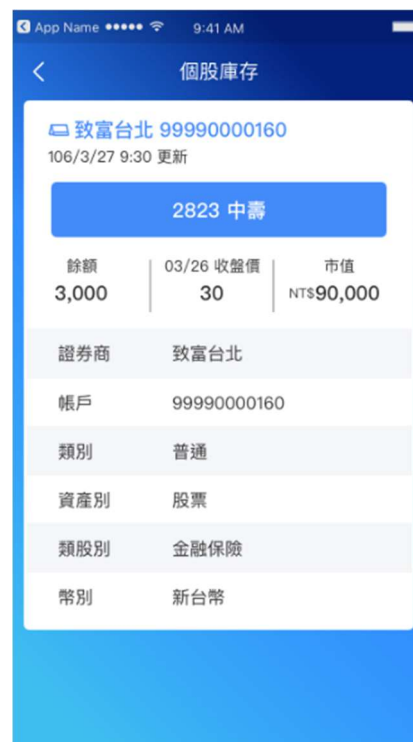 App Name 9:41 AM
個股庫存
致富台北 99990000160
106/3/27 9:30 更新
2823 中壽
餘額 03/26 收盤價 市值
3,000 30 NT$90,000
證券商 致富台北
帳戶 99990000160
類別 普通
資產別 股票
類股別 金融保險
幣別 新台幣